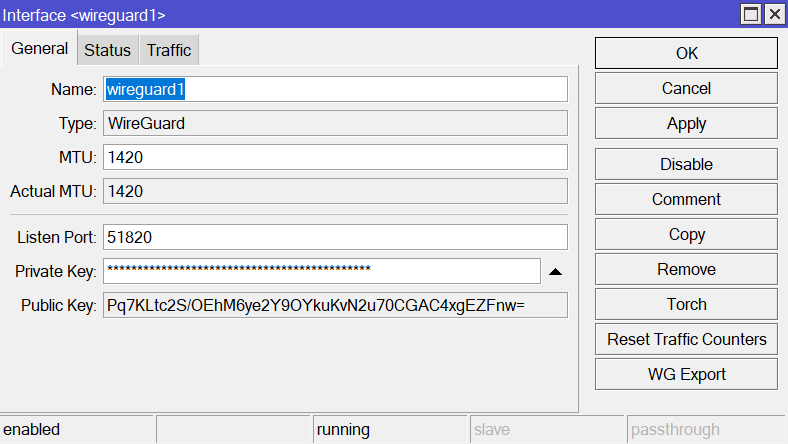 Interface <wireguard1>
General Status Traffic
Name: wireguard1
Type: WireGuard
MTU: 1420
Actual MTU: 1420
Listen Port: 51820
Private Key: ********************************************
Public Key: Pq7KLtc2S/OEhM6ye2Y9OYkuKvN2u70CGAC4xgEZFnw=
OK
Cancel
Apply
Disable
Comment
Copy
Remove
Torch
Reset Traffic Counters
WG Export
enabled running slave passthrough